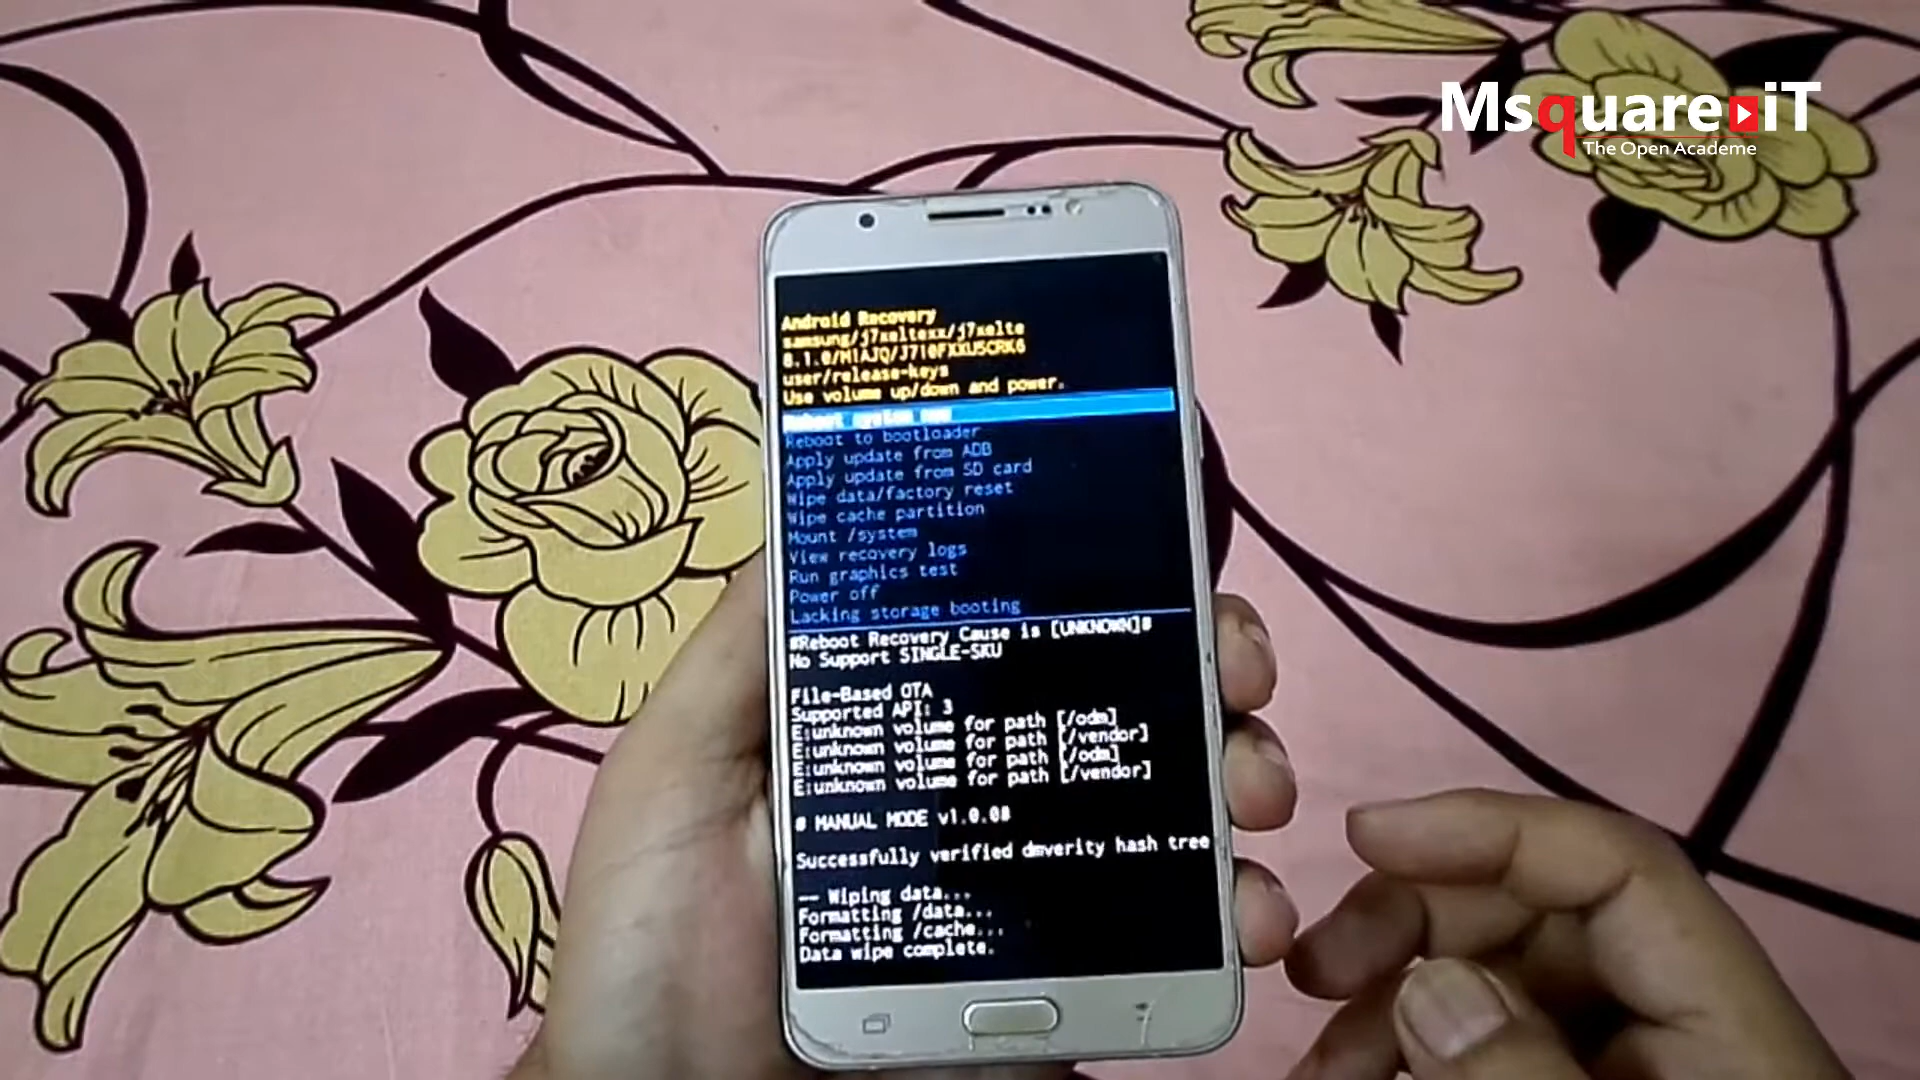 Msquare iT
The Open Academe
Android Recovery
samsung/j7xeltexx/j7xelte
8.1.0/M1AJQ/J710FXXU5CRK6
user/release-keys
Use volume up/down and power.
Reboot system now
Reboot to bootloader
Apply update from ADB
Apply update from SD card
Wipe data/factory reset
Wipe cache partition
Mount /system
View recovery logs
Run graphics test
Power off
Lacking storage booting
#Reboot Recovery Cause is [UNKNOWN]#
No Support SINGLE-SKU
File-Based OTA
Supported API: 3
E:unknown volume for path [/odm]
E:unknown volume for path [/vendor]
E:unknown volume for path [/odm]
E:unknown volume for path [/vendor]
# MANUAL MODE v1.0.0#
Successfully verified dmverity hash tree
-- Wiping data...
Formatting /data...
Formatting /cache...
Data wipe complete.